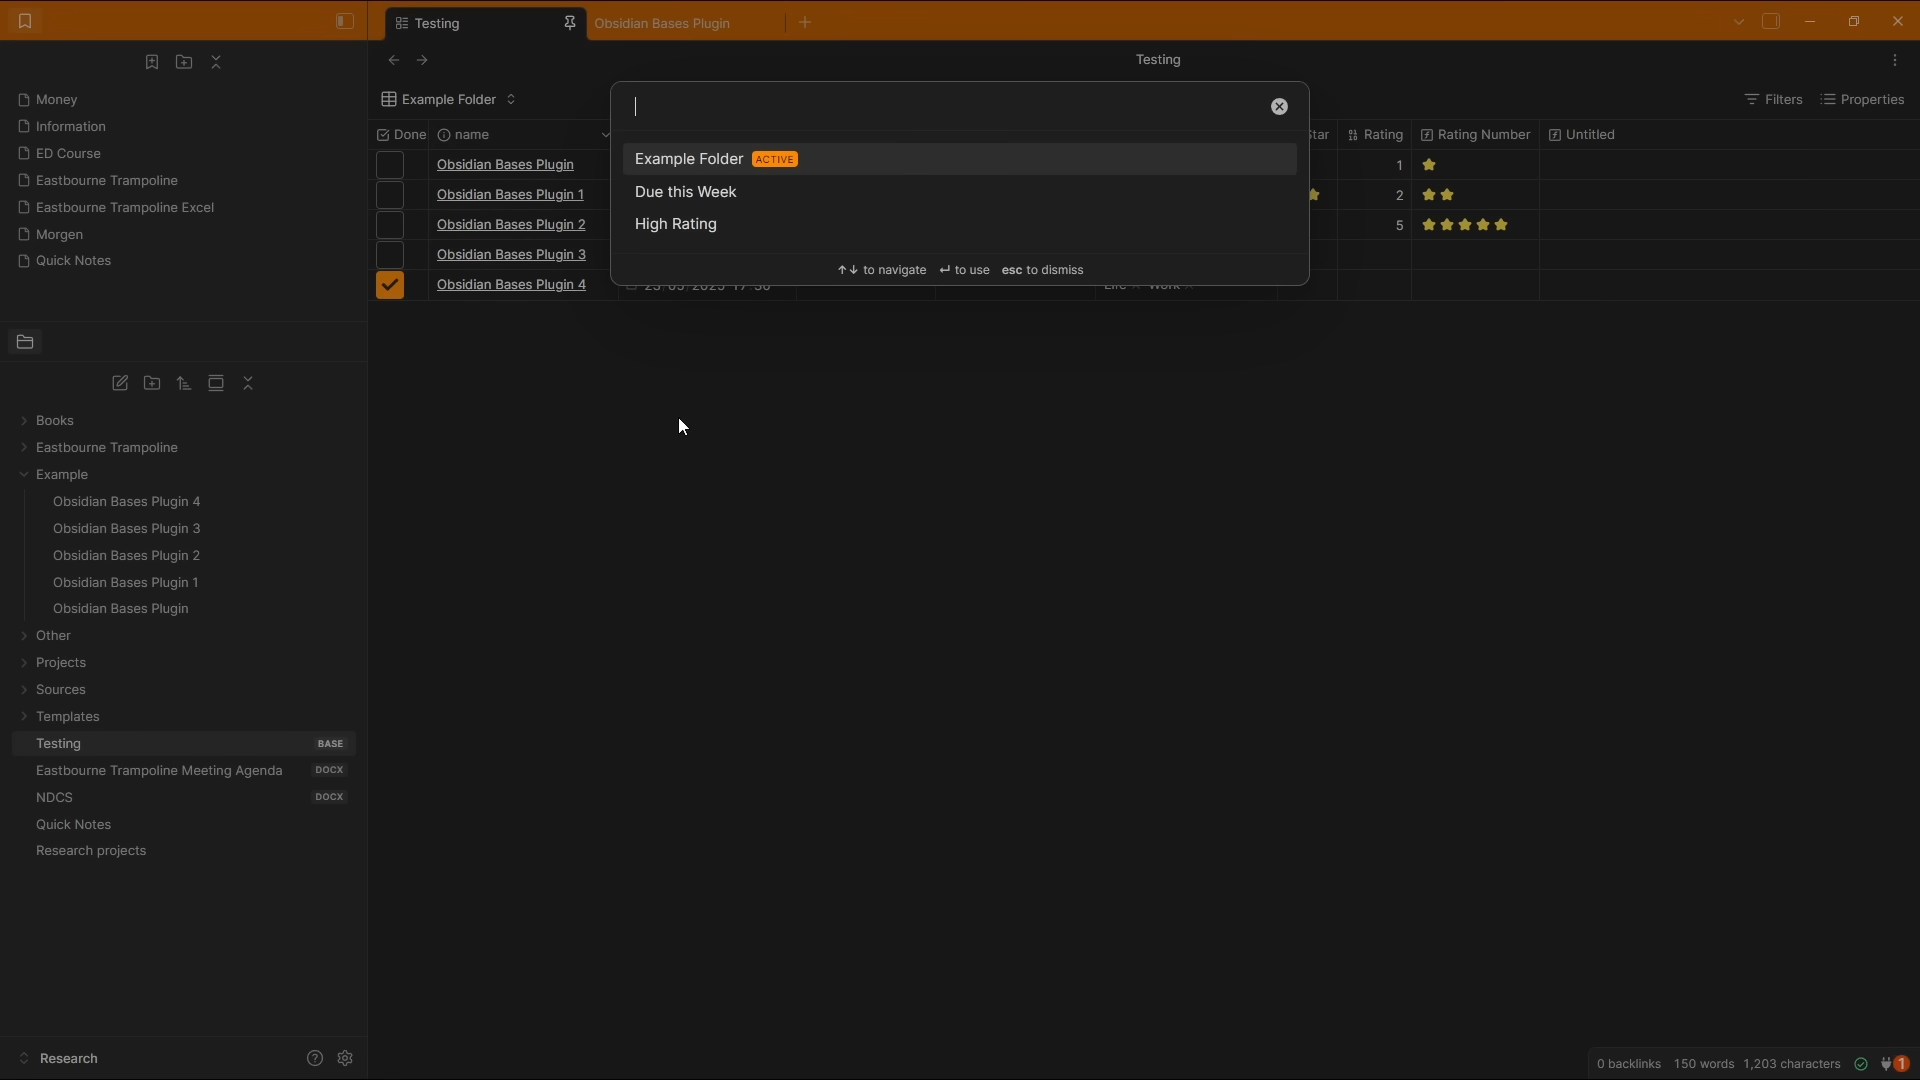 Testing
Obsidian Bases Plugin
Testing
Money
Information
ED Course
Eastbourne Trampoline
Eastbourne Trampoline Excel
Morgen
Quick Notes
Books
Eastbourne Trampoline
Example
Obsidian Bases Plugin 4
Obsidian Bases Plugin 3
Obsidian Bases Plugin 2
Obsidian Bases Plugin 1
Obsidian Bases Plugin
Other
Projects
Sources
Templates
Testing BASE
Eastbourne Trampoline Meeting Agenda DOCX
NDCS DOCX
Quick Notes
Research projects
Research
Example Folder
Filters Properties
Done name
tar Rating Rating Number Untitled
Obsidian Bases Plugin 1
Obsidian Bases Plugin 1 2
Obsidian Bases Plugin 2 5
Obsidian Bases Plugin 3
Obsidian Bases Plugin 4
Example Folder ACTIVE
Due this Week
High Rating
↑↓ to navigate ↵ to use esc to dismiss
0 backlinks 150 words 1,203 characters 1